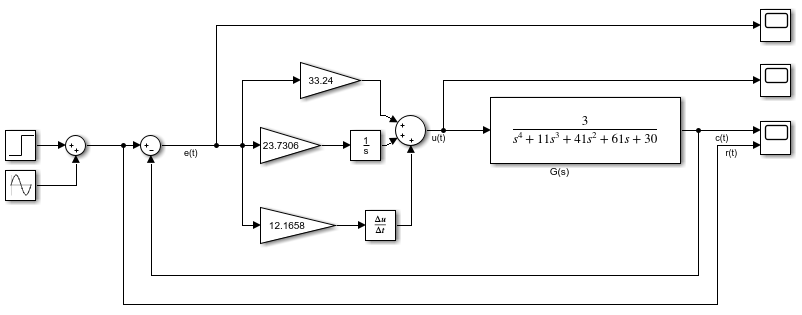 33.24
e(t)
23.7306
1
s
12.1658
Δu
Δt
+
+
+
−
+
+
+
u(t)
3
s⁴ + 11s³ + 41s² + 61s + 30
G(s)
c(t)
r(t)